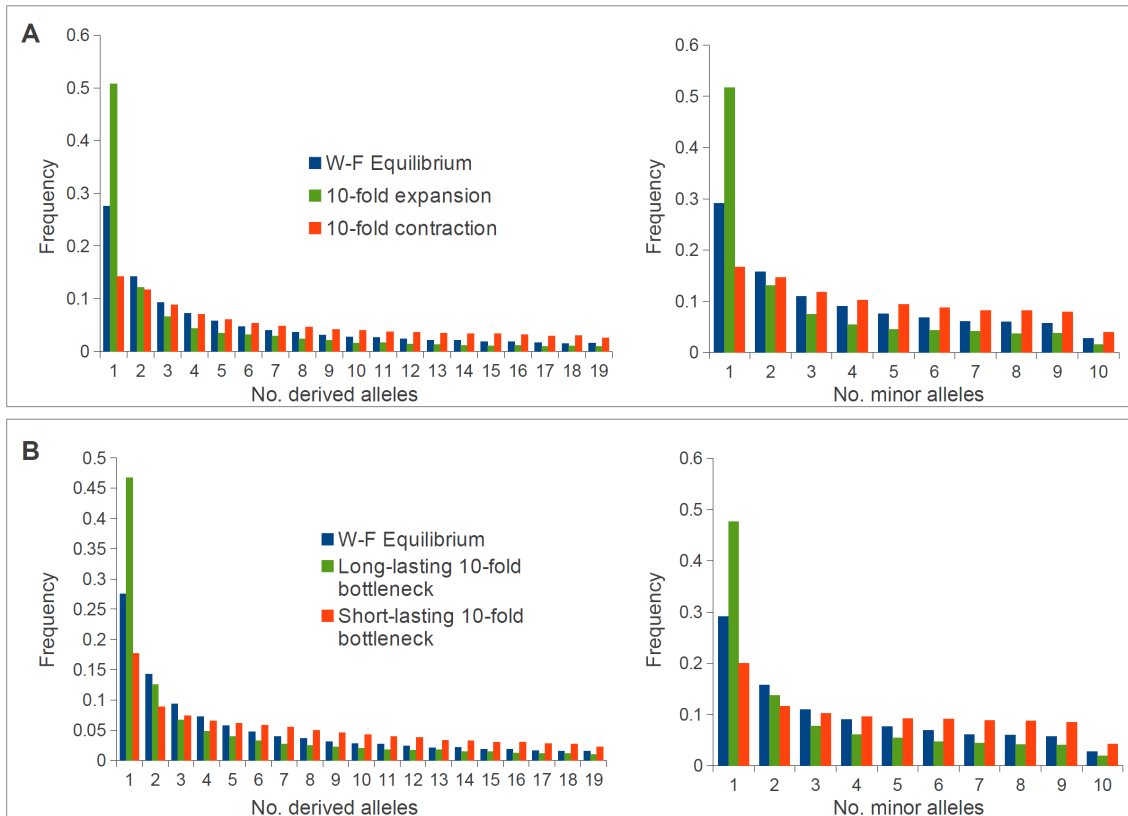 A
0.6
0.5
0.4
0.3
0.2
0.1
0
Frequency
W-F Equilibrium
10-fold expansion
10-fold contraction
1 2 3 4 5 6 7 8 9 10 11 12 13 14 15 16 17 18 19
No. derived alleles
0.6
0.5
0.4
0.3
0.2
0.1
0
Frequency
1 2 3 4 5 6 7 8 9 10
No. minor alleles
B
0.5
0.45
0.4
0.35
0.3
0.25
0.2
0.15
0.1
0.05
0
Frequency
W-F Equilibrium
Long-lasting 10-fold
bottleneck
Short-lasting 10-fold
bottleneck
1 2 3 4 5 6 7 8 9 10 11 12 13 14 15 16 17 18 19
No. derived alleles
0.6
0.5
0.4
0.3
0.2
0.1
0
Frequency
1 2 3 4 5 6 7 8 9 10
No. minor alleles